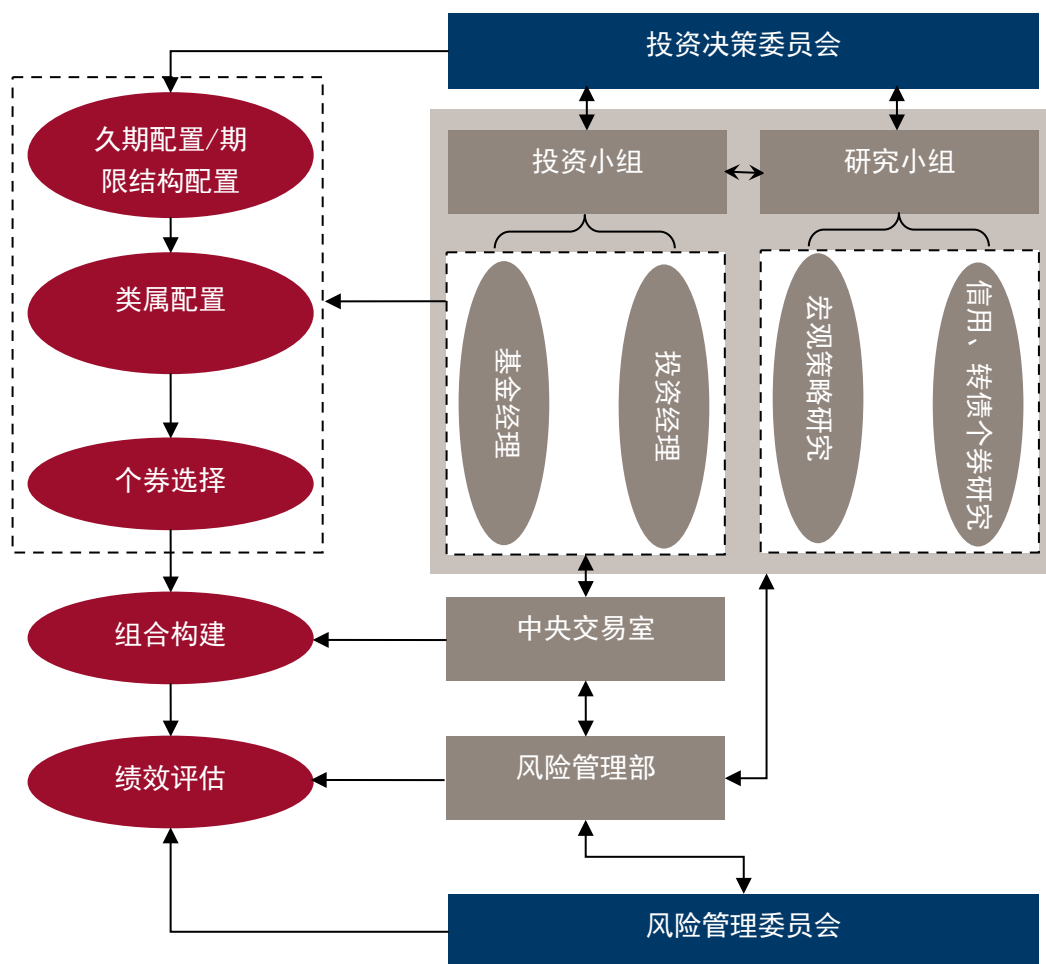 投资决策委员会
久期配置/期
限结构配置
投资小组
研究小组
类属配置
基金经理
投资经理
宏观策略研究
信用、转债个券研究
个券选择
组合构建
中央交易室
绩效评估
风险管理部
风险管理委员会